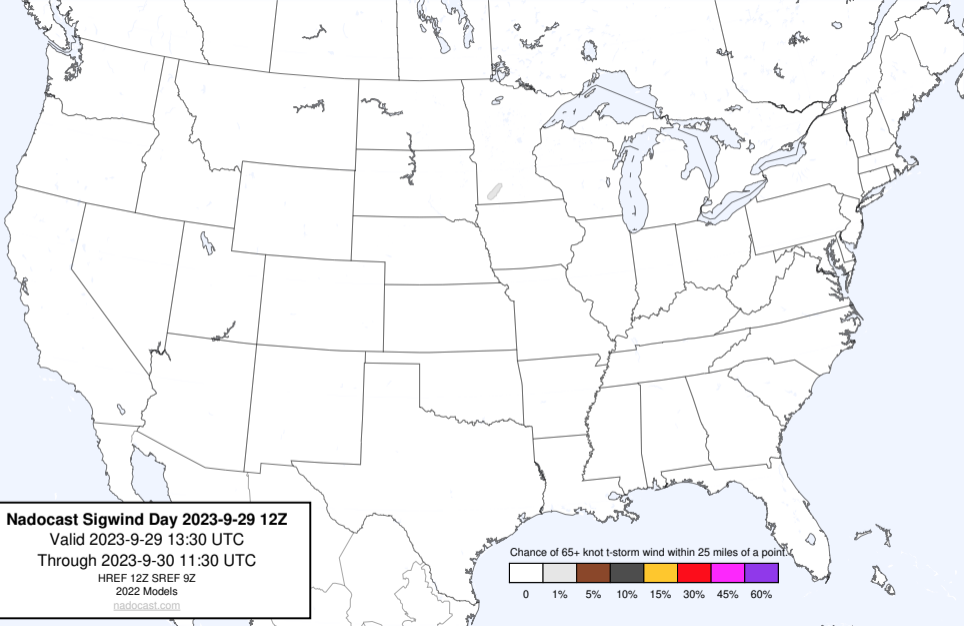 Nadocast Sigwind Day 2023-9-29 12Z
Valid 2023-9-29 13:30 UTC
Through 2023-9-30 11:30 UTC
HREF 12Z SREF 9Z
2022 Models
nadocast.com
Chance of 65+ knot t-storm wind within 25 miles of a point.
0 1% 5% 10% 15% 30% 45% 60%